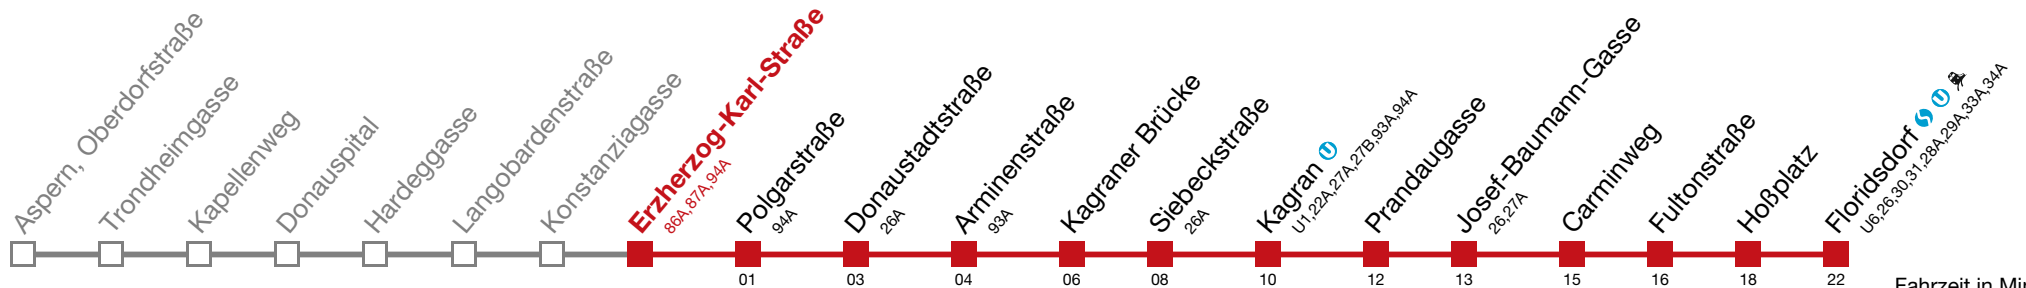 Aspern, Oberdorfstraße
Trondheimgasse
Kapellenweg
Donauspital
Hardeggasse
Langobardenstraße
Konstanziagasse
Erzherzog-Karl-Straße
86A,87A,94A
Polgarstraße
94A
Donaustadtstraße
26A
Arminenstraße
93A
Kagraner Brücke
Siebeckstraße
26A
Kagran U
U1,22A,27A,27B,93A,94A
Prandaugasse
Josef-Baumann-Gasse
26,27A
Carminweg
Fultonstraße
Hoßplatz
Floridsdorf S U
U6,26,30,31,28A,29A,33A,34A
01 03 04 06 08 10 12 13 15 16 18 22
Fahrzeit in